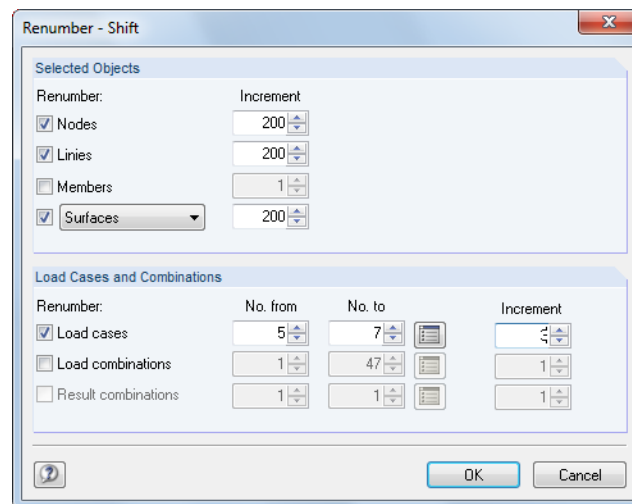 Renumber - Shift
Selected Objects
Renumber: Increment
Nodes 200
Linies 200
Members 1
Surfaces 200
Load Cases and Combinations
Renumber: No. from No. to Increment
Load cases 5 7
Load combinations 1 47 1
Result combinations 1 1 1
OK Cancel